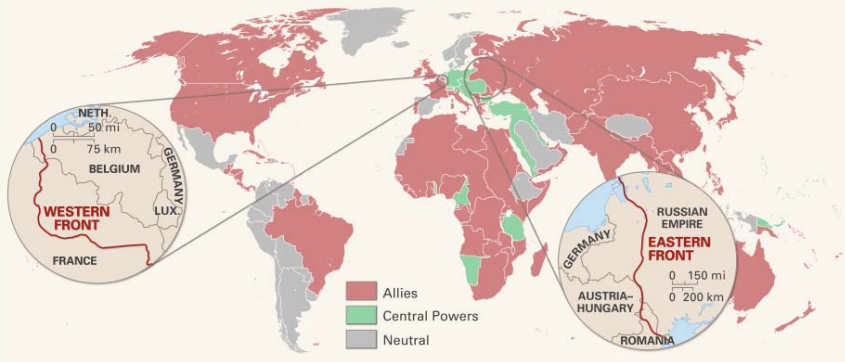 NETH.
0 50 mi
0 75 km
BELGIUM
GERMANY
LUX.
WESTERN
FRONT
FRANCE
Allies
Central Powers
Neutral
RUSSIAN
EMPIRE
GERMANY
EASTERN
FRONT
0 150 mi
0 200 km
AUSTRIA–
HUNGARY
ROMANIA